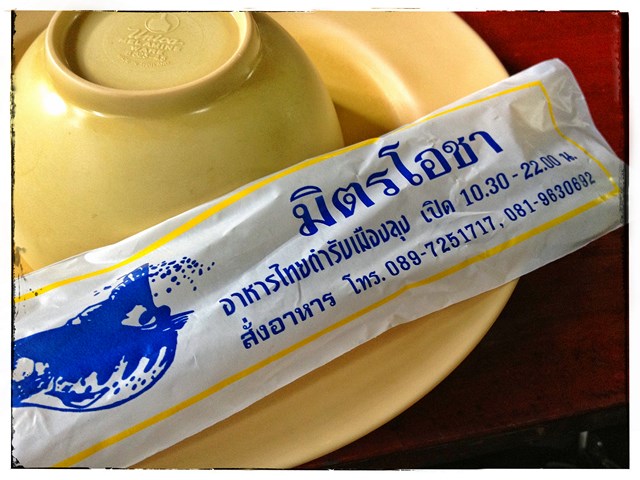 มิตรโอชา
อาหารไทยตำรับเมืองลุง เปิด 10.30 - 22.00 น.
สั่งอาหาร โทร. 089-7251717, 081-9630692